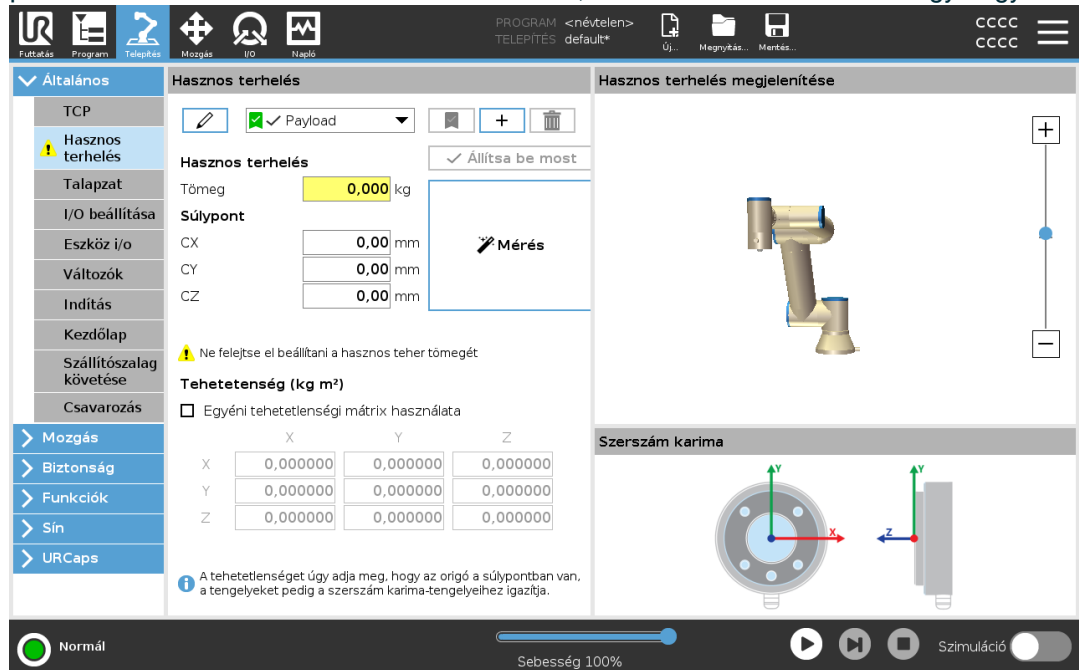 Futtatás
Program
Telepítés
Mozgás
I/O
Napló
PROGRAM <névtelen>
TELEPÍTÉS default*
Új...
Megnyitás...
Mentés...
CCCC
CCCC
Általános
TCP
Hasznos
terhelés
Talapzat
I/O beállítása
Eszköz i/o
Változók
Indítás
Kezdőlap
Szállítószalag
követése
Csavarozás
Mozgás
Biztonság
Funkciók
Sín
URCaps
Hasznos terhelés
Payload
Állítsa be most
Hasznos terhelés
Tömeg 0,000 kg
Súlypont
CX 0,00 mm
CY 0,00 mm
CZ 0,00 mm
Mérés
Ne felejtse el beállítani a hasznos teher tömegét
Tehetetenség (kg m²)
Egyéni tehetetlenségi mátrix használata
X Y Z
X 0,000000 0,000000 0,000000
Y 0,000000 0,000000 0,000000
Z 0,000000 0,000000 0,000000
A tehetetlenséget úgy adja meg, hogy az origó a súlypontban van,
a tengelyeket pedig a szerszám karima-tengelyeihez igazítja.
Hasznos terhelés megjelenítése
Szerszám karima
Y
X
Y
Z
Normál
Sebesség 100%
Szimuláció